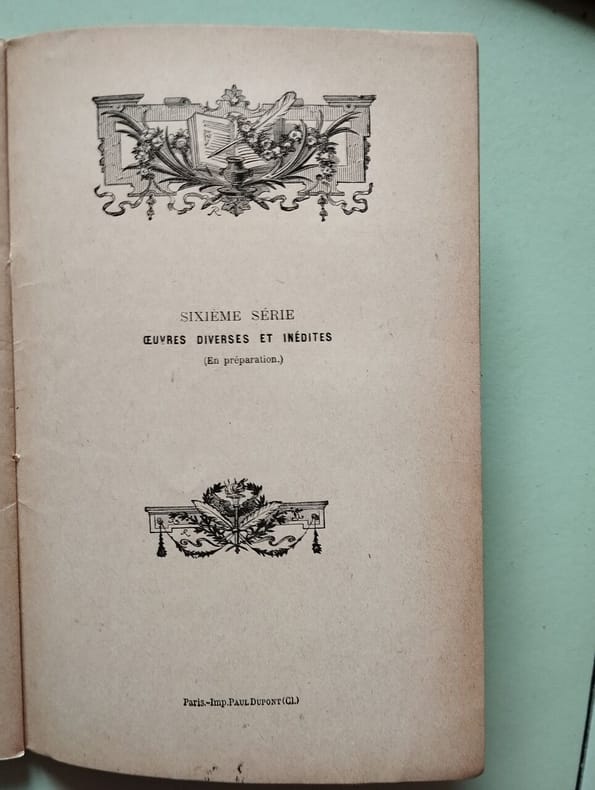 SIXIÈME SÉRIE
ŒUVRES DIVERSES ET INÉDITES
(En préparation.)
R
R
Paris.-Imp.PAUL DUPONT(Cl.)